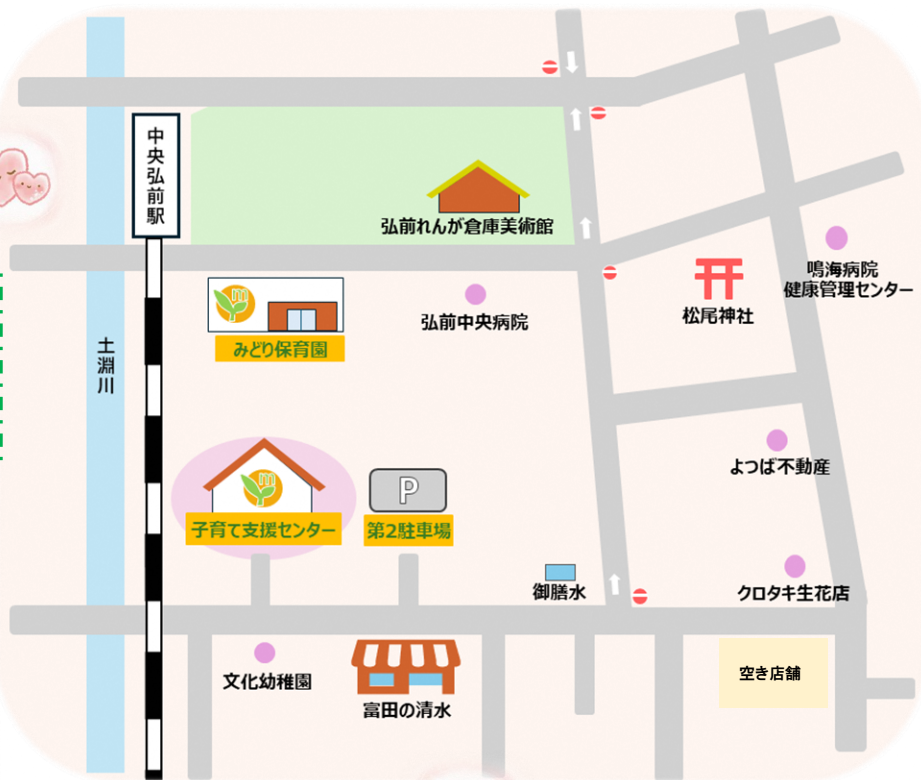 中央弘前駅
弘前れんが倉庫美術館
鳴海病院
健康管理センター
松尾神社
弘前中央病院
みどり保育園
土淵川
よつば不動産
P
子育て支援センター
第2駐車場
御膳水
クロタキ生花店
文化幼稚園
富田の清水
空き店舗